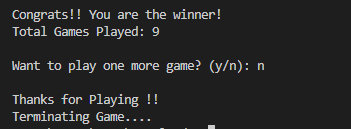 Congrats!! You are the winner!
Total Games Played: 9
Want to play one more game? (y/n): n
Thanks for Playing !!
Terminating Game....